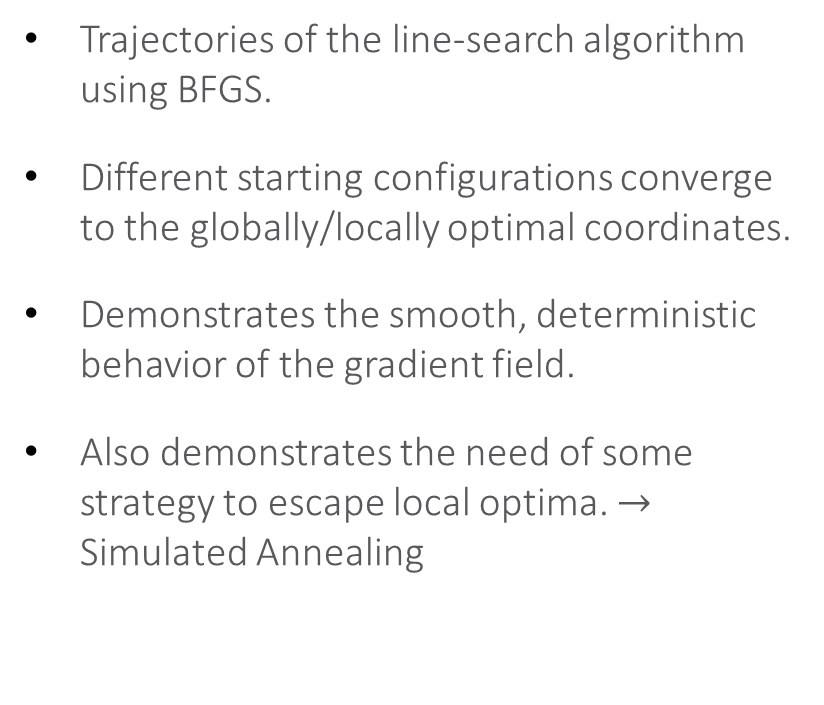 • Trajectories of the line-search algorithm
using BFGS.
• Different starting configurations converge
to the globally/locally optimal coordinates.
• Demonstrates the smooth, deterministic
behavior of the gradient field.
• Also demonstrates the need of some
strategy to escape local optima. →
Simulated Annealing